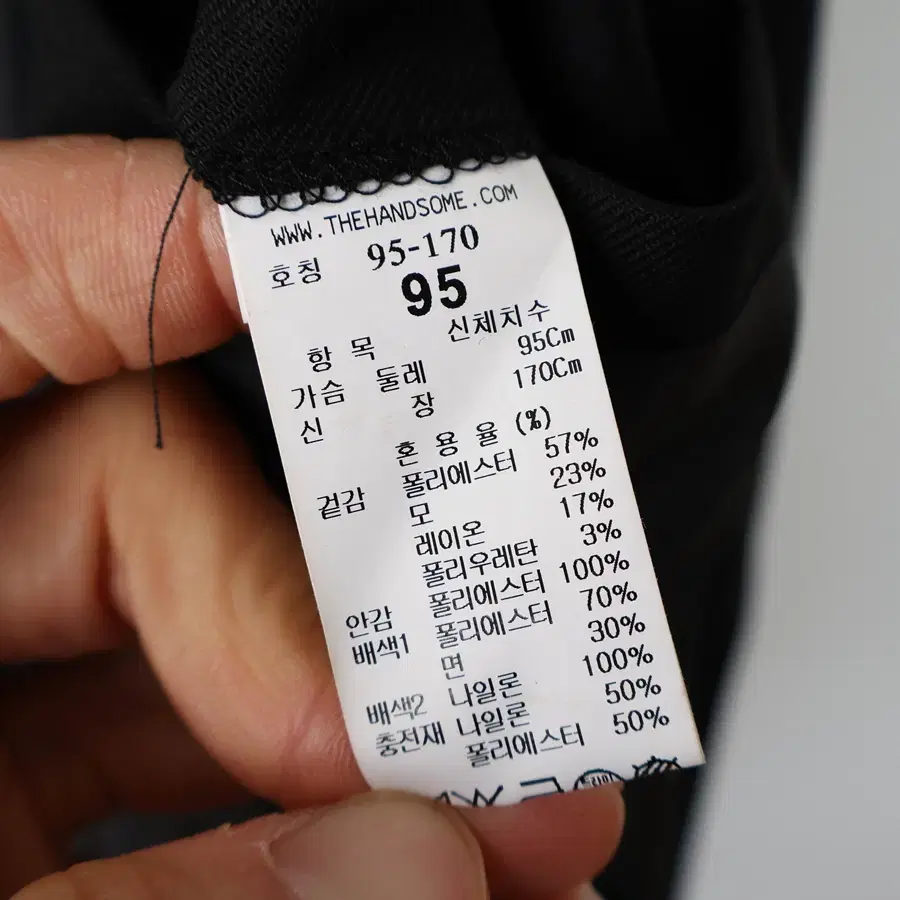 WWW.THEHANDSOME.COM
호칭 95-170
95
항 목 신체치수
가슴 둘레 95Cm
신 장 170Cm
혼 용 율 (%)
겉감 폴리에스터 57%
모 23%
레이온 17%
폴리우레탄 3%
안감 폴리에스터 100%
배색1 폴리에스터 70%
면 30%
배색2 나일론 100%
충전재 나일론 50%
폴리에스터 50%